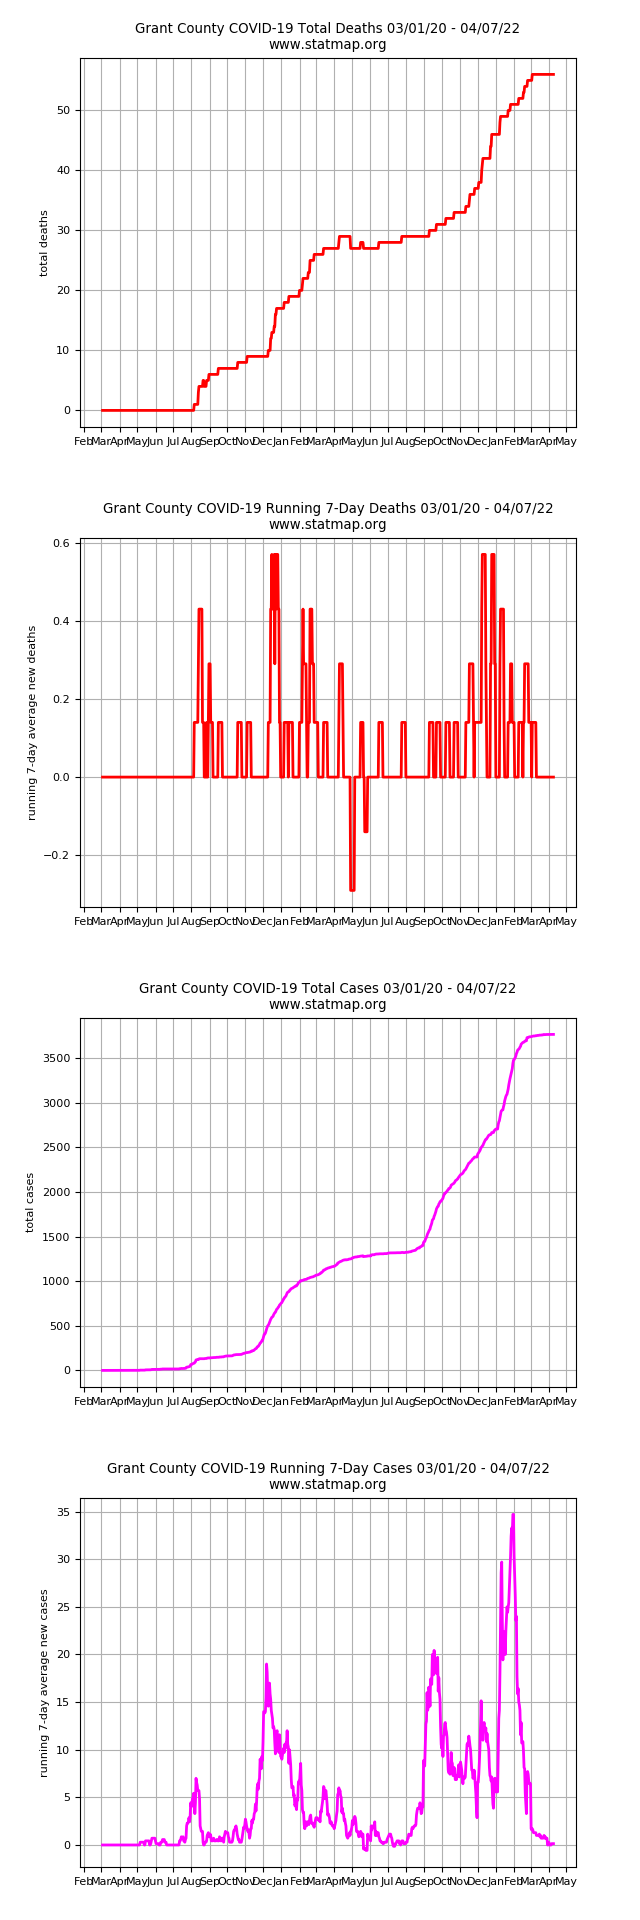 Grant County COVID-19 Total Deaths 03/01/20 - 04/07/22
www.statmap.org
50
40
30
20
10
0
total deaths
Feb Mar Apr May Jun Jul Aug Sep Oct Nov Dec Jan Feb Mar Apr May Jun Jul Aug Sep Oct Nov Dec Jan Feb Mar Apr May
Grant County COVID-19 Running 7-Day Deaths 03/01/20 - 04/07/22
www.statmap.org
0.6
0.4
0.2
0.0
−0.2
running 7-day average new deaths
Feb Mar Apr May Jun Jul Aug Sep Oct Nov Dec Jan Feb Mar Apr May Jun Jul Aug Sep Oct Nov Dec Jan Feb Mar Apr May
Grant County COVID-19 Total Cases 03/01/20 - 04/07/22
www.statmap.org
3500
3000
2500
2000
1500
1000
500
0
total cases
Feb Mar Apr May Jun Jul Aug Sep Oct Nov Dec Jan Feb Mar Apr May Jun Jul Aug Sep Oct Nov Dec Jan Feb Mar Apr May
Grant County COVID-19 Running 7-Day Cases 03/01/20 - 04/07/22
www.statmap.org
35
30
25
20
15
10
5
0
running 7-day average new cases
Feb Mar Apr May Jun Jul Aug Sep Oct Nov Dec Jan Feb Mar Apr May Jun Jul Aug Sep Oct Nov Dec Jan Feb Mar Apr May